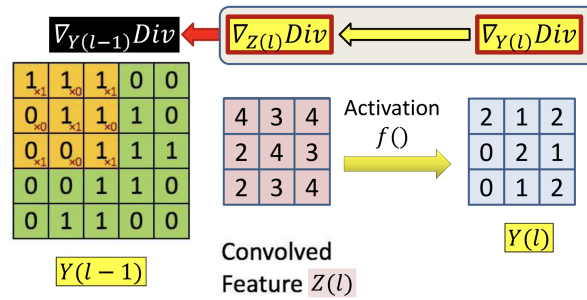 ∇_{Y(l−1)}Div ∇_{Z(l)}Div ∇_{Y(l)}Div
1×1 1×0 1×1 0 0
0×0 1×1 1×0 1 0
0×1 0×0 1×1 1 1
0 0 1 1 0
0 1 1 0 0
Y(l − 1)
4 3 4
2 4 3
2 3 4
Convolved
Feature Z(l)
Activation
f()
2 1 2
0 2 1
0 1 2
Y(l)